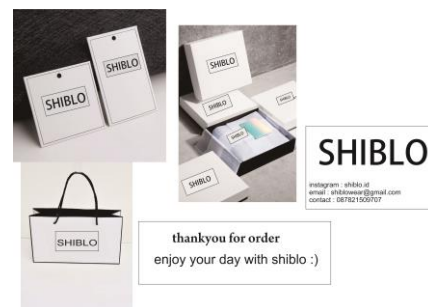 SHIBLO
SHIBLO
SHIBLO
SHIBLO
SHIBLO
SHIBLO
SHIBLO
SHIBLO
SHIBLO
instagram : shiblo.id
email : shiblowear@gmail.com
contact : 087821509707
thankyou for order
enjoy your day with shiblo :)